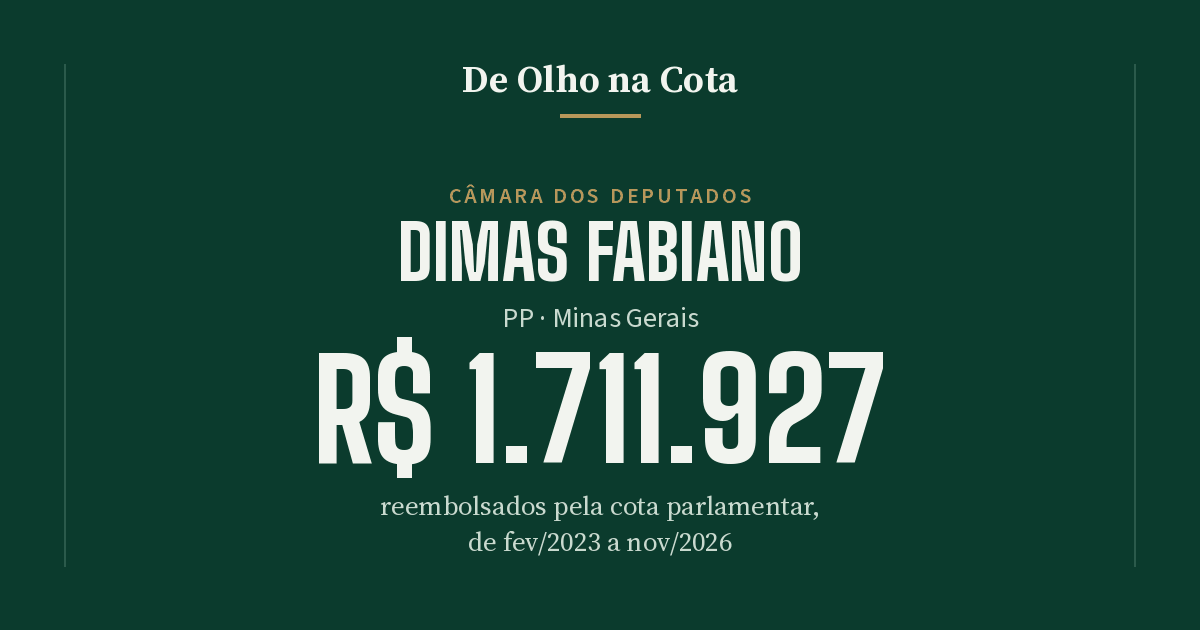 De Olho na Cota
CÂMARA DOS DEPUTADOS
DIMAS FABIANO
PP · Minas Gerais
R$ 1.711.927
reembolsados pela cota parlamentar,
de fev/2023 a nov/2026